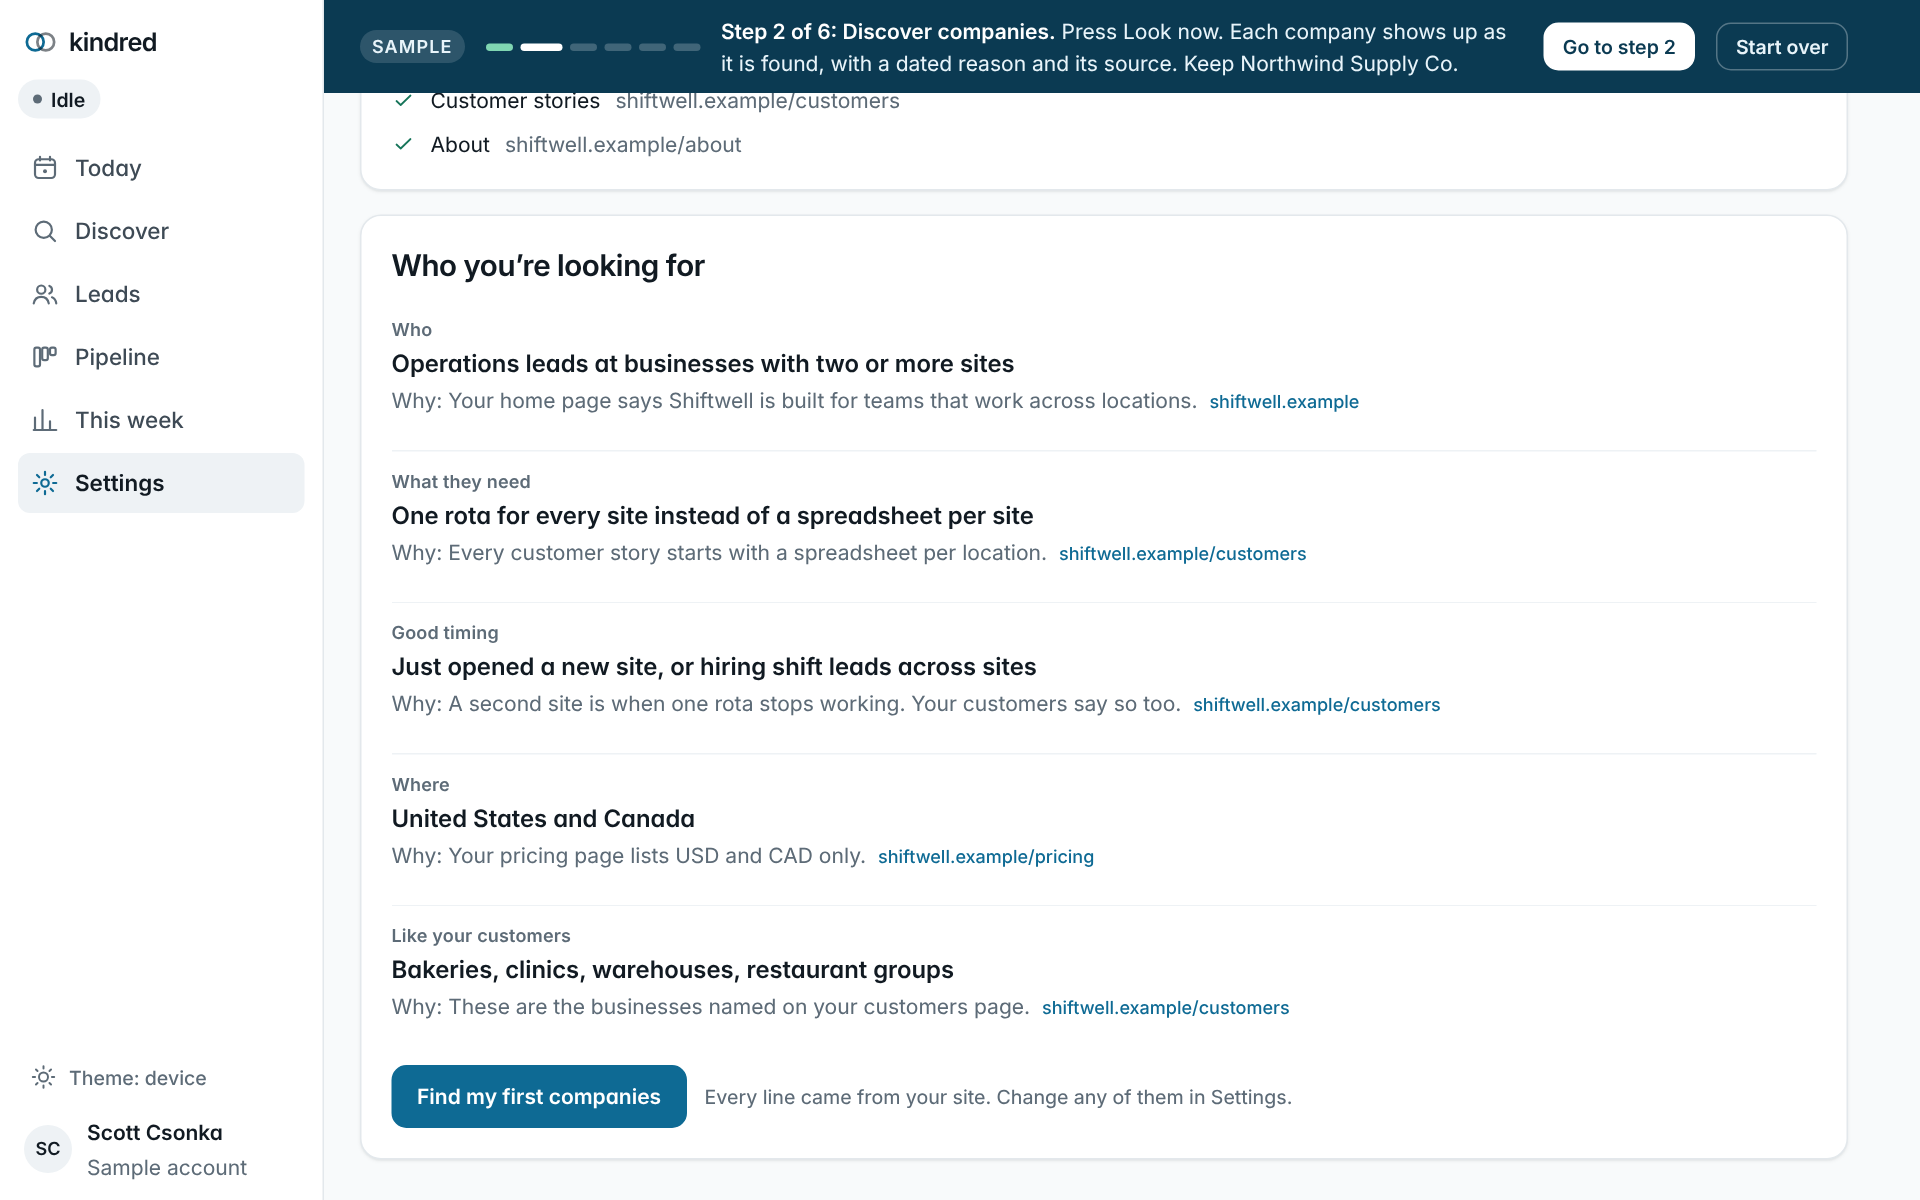 kindred
Idle
Today
Discover
Leads
Pipeline
This week
Settings
Theme: device
SC
Scott Csonka
Sample account
SAMPLE
Step 2 of 6: Discover companies. Press Look now. Each company shows up as
it is found, with a dated reason and its source. Keep Northwind Supply Co.
Go to step 2
Start over
Customer stories shiftwell.example/customers
About shiftwell.example/about
Who you’re looking for
Who
Operations leads at businesses with two or more sites
Why: Your home page says Shiftwell is built for teams that work across locations. shiftwell.example
What they need
One rota for every site instead of a spreadsheet per site
Why: Every customer story starts with a spreadsheet per location. shiftwell.example/customers
Good timing
Just opened a new site, or hiring shift leads across sites
Why: A second site is when one rota stops working. Your customers say so too. shiftwell.example/customers
Where
United States and Canada
Why: Your pricing page lists USD and CAD only. shiftwell.example/pricing
Like your customers
Bakeries, clinics, warehouses, restaurant groups
Why: These are the businesses named on your customers page. shiftwell.example/customers
Find my first companies
Every line came from your site. Change any of them in Settings.